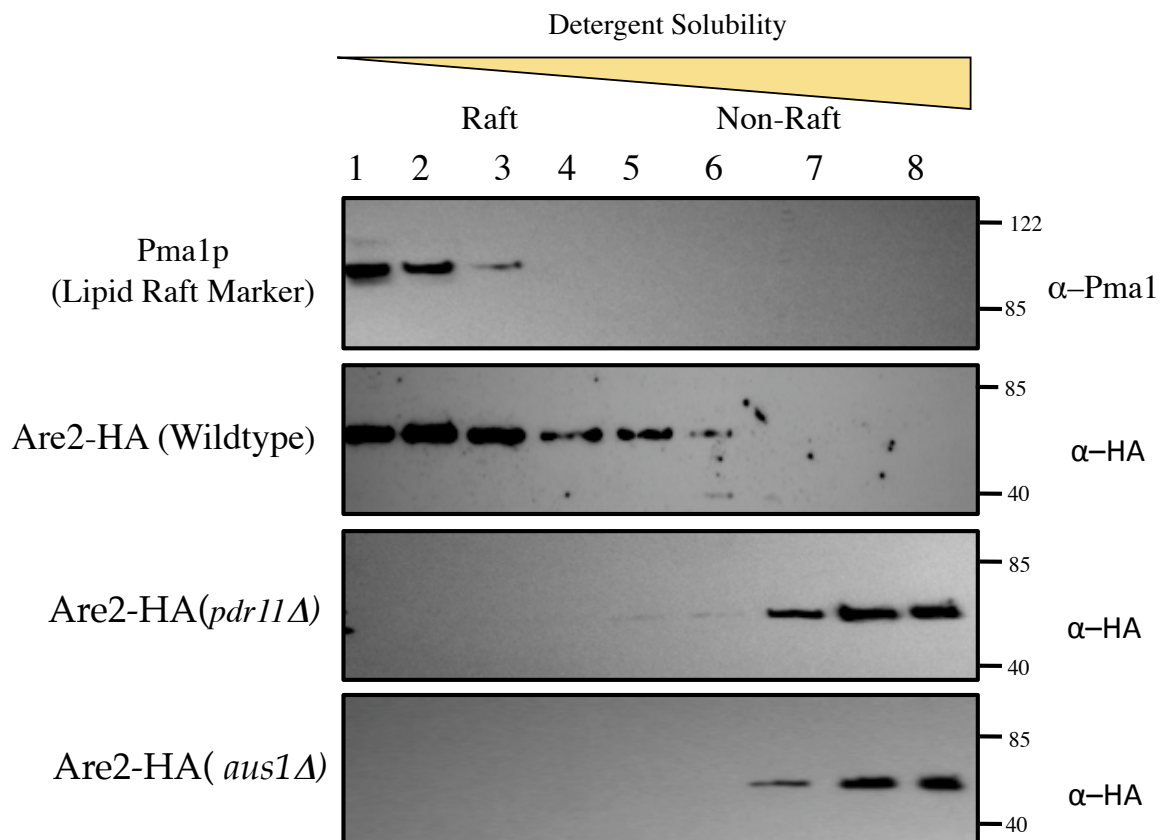 Detergent Solubility
Raft Non-Raft
1 2 3 4 5 6 7 8
Pma1p
(Lipid Raft Marker)
122
85
α–Pma1
Are2-HA (Wildtype)
85
40
α–HA
Are2-HA(pdr11Δ)
85
40
α–HA
Are2-HA( aus1Δ)
85
40
α–HA